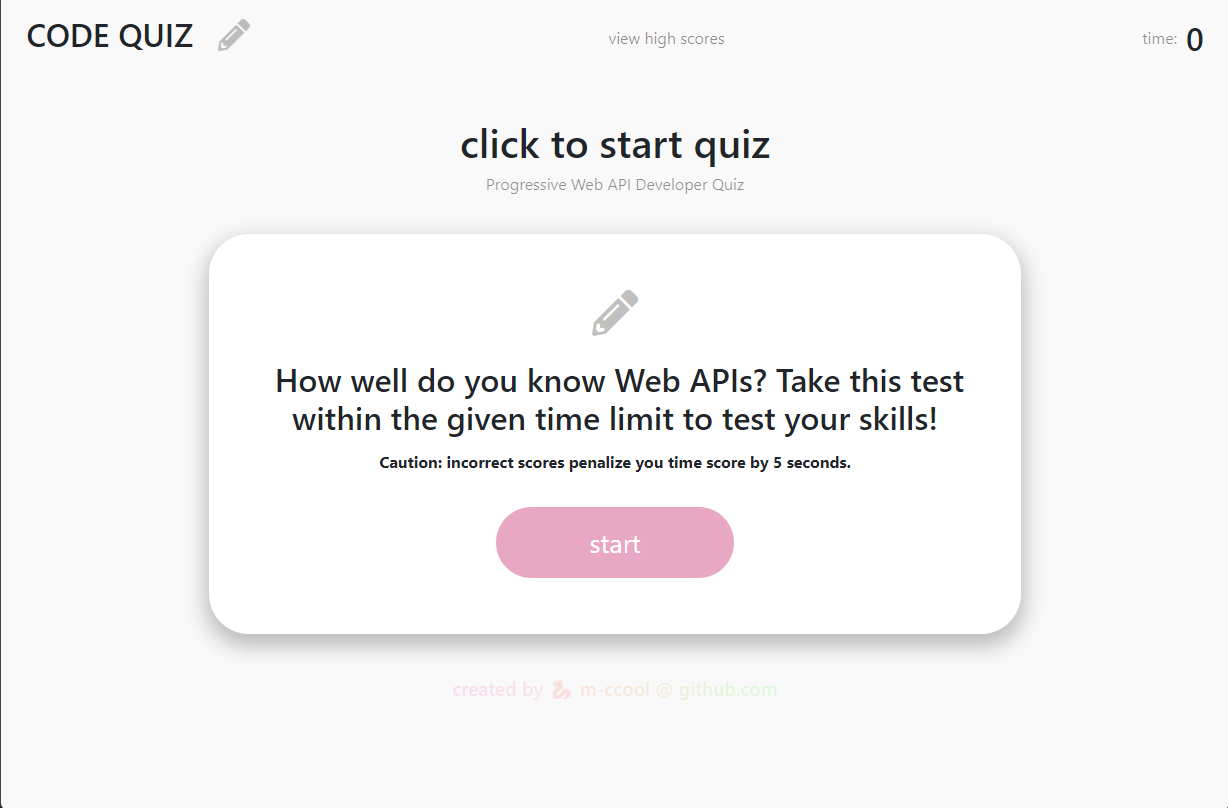 CODE QUIZ
view high scores
time: 0
click to start quiz
Progressive Web API Developer Quiz
How well do you know Web APIs? Take this test
within the given time limit to test your skills!
Caution: incorrect scores penalize you time score by 5 seconds.
start
created by m-ccool @ github.com